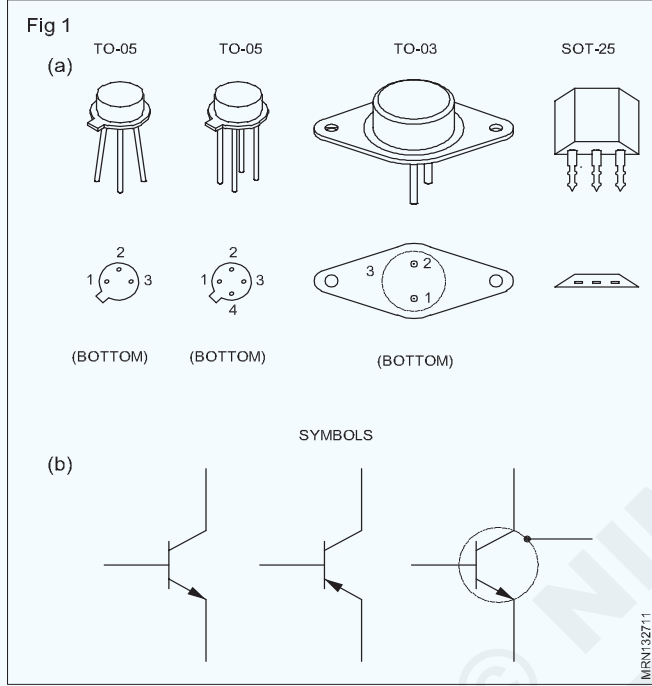 Fig 1
(a)
TO-05 TO-05 TO-03 SOT-25
2 2
1 3 1 3 3 2
4 1
(BOTTOM) (BOTTOM) (BOTTOM)
SYMBOLS
(b)
MRN132711
© NI